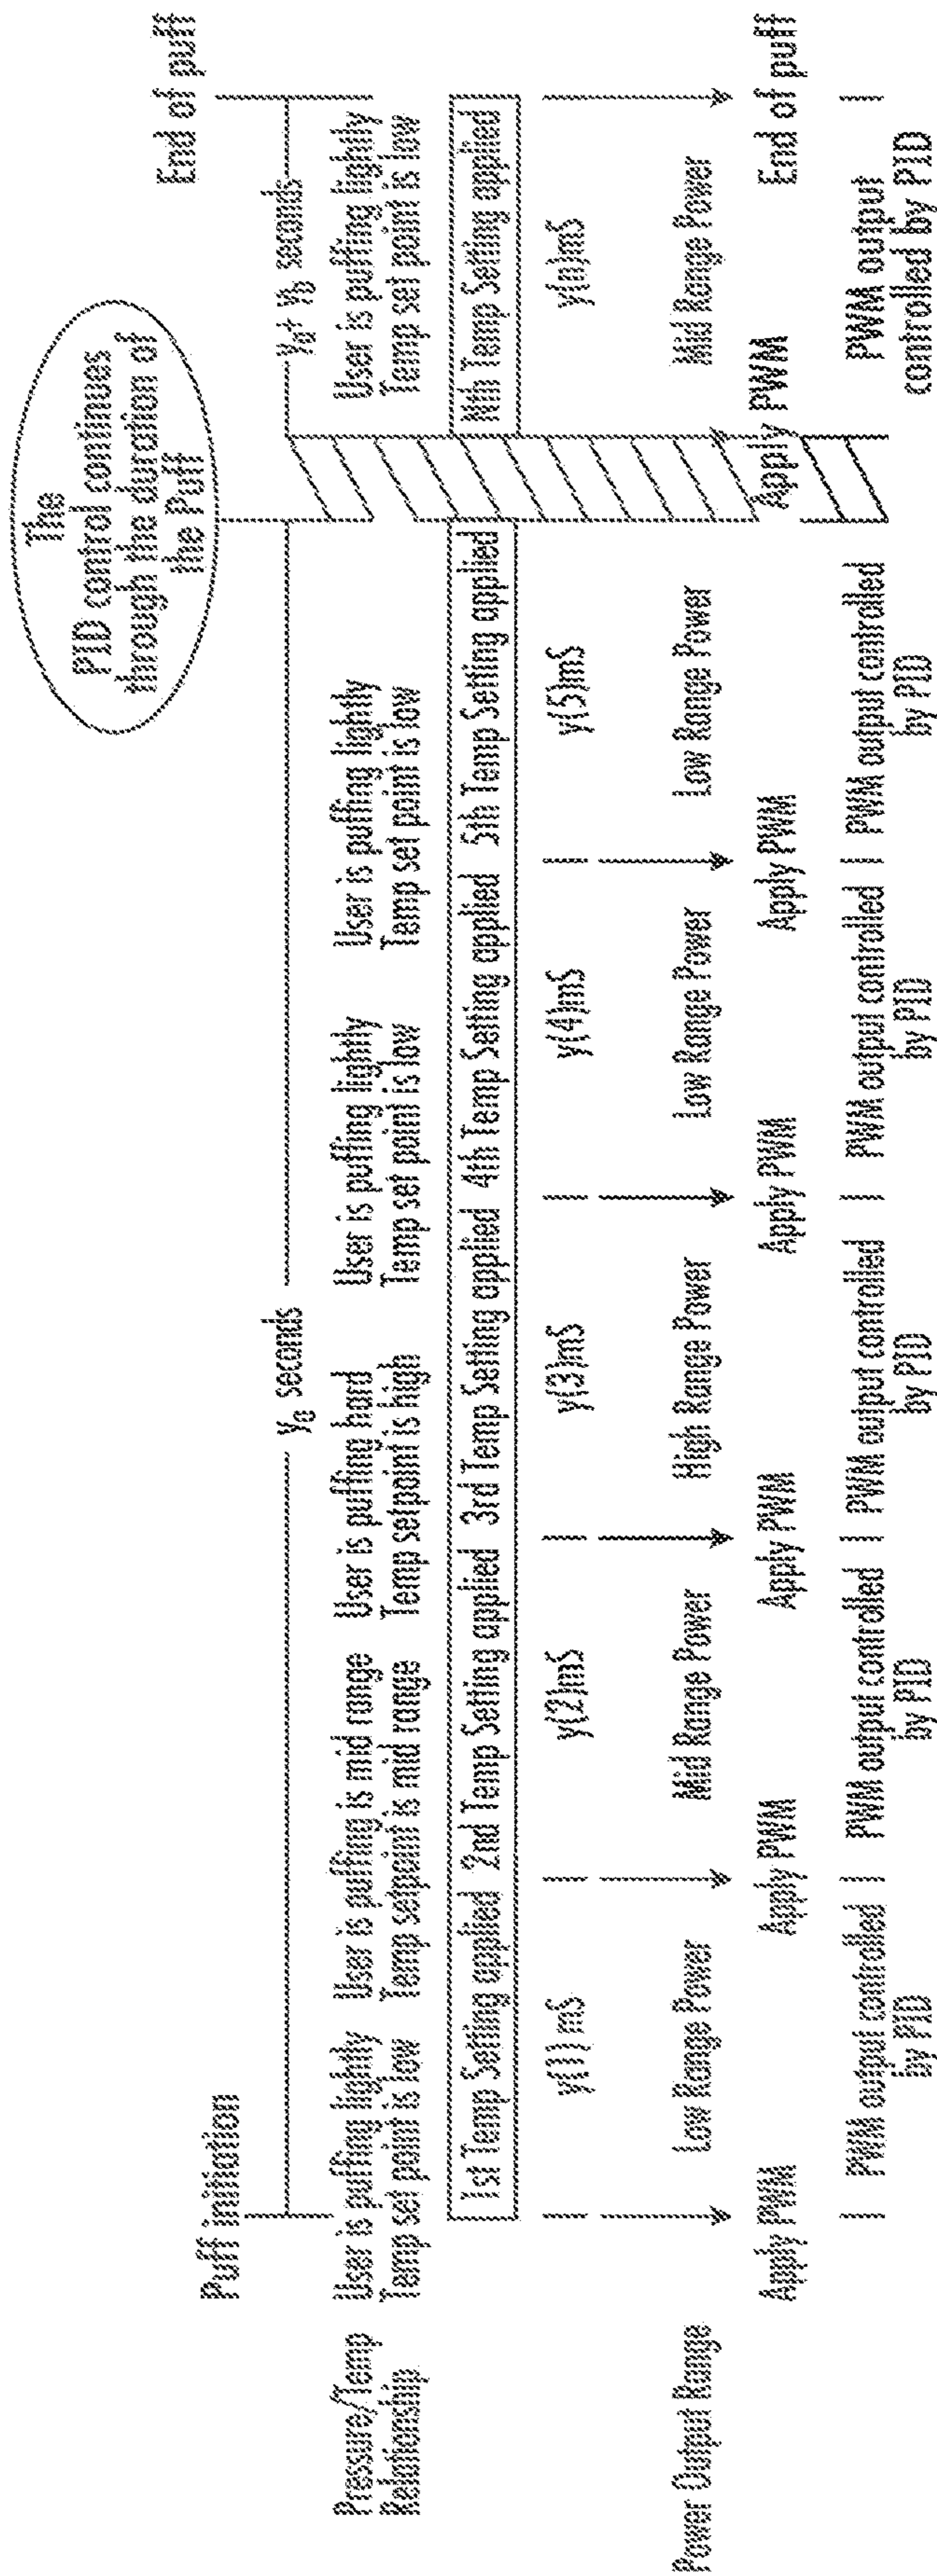 The
PID control continues
through the duration of
the Puff
Puff initiation
End of puff
yₐ seconds
yₐ+ y_b seconds
Pressure/Temp
Relationship
User is puffing lightly
Temp set point is low
User is puffing is mid range
Temp setpoint is mid range
User is puffing hard
Temp setpoint is high
User is puffing lightly
Temp set point is low
User is puffing lightly
Temp set point is low
User is puffing lightly
Temp set point is low
1st Temp Setting applied
2nd Temp Setting applied
3rd Temp Setting applied
4th Temp Setting applied
5th Temp Setting applied
Nth Temp Setting applied
y(1) mS
y(2)mS
y(3)mS
y(4)mS
y(5)mS
y(n)mS
Power Output Range
Low Range Power
Mid Range Power
High Range Power
Low Range Power
Low Range Power
Mid Range Power
Apply PWM
Apply PWM
Apply PWM
Apply PWM
Apply PWM
Apply PWM
End of puff
PWM output controlled
by PID
PWM output controlled
by PID
PWM output controlled
by PID
PWM output controlled
by PID
PWM output controlled
by PID
PWM output
controlled by PID